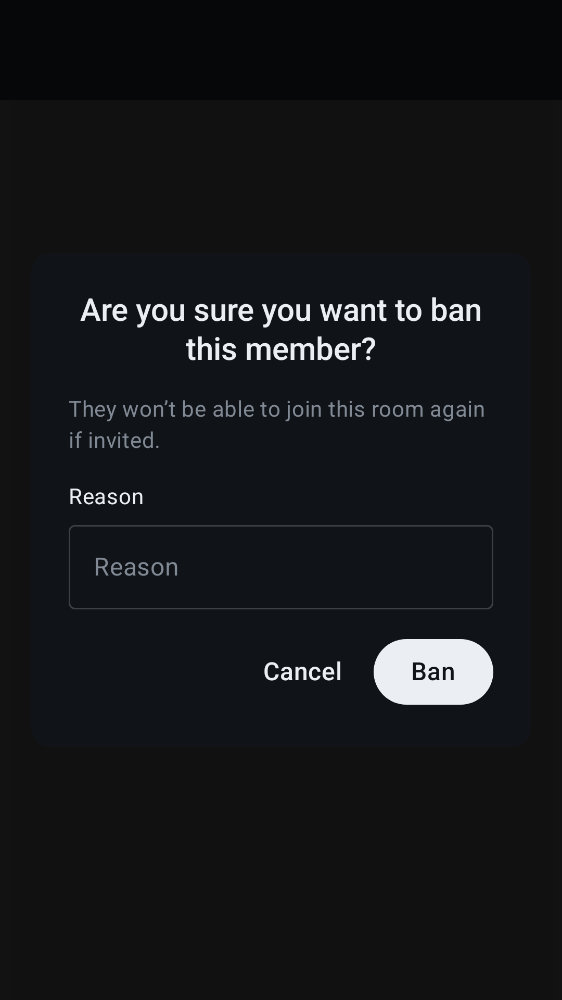 Are you sure you want to ban
this member?
They won’t be able to join this room again
if invited.
Reason
Reason
Cancel
Ban